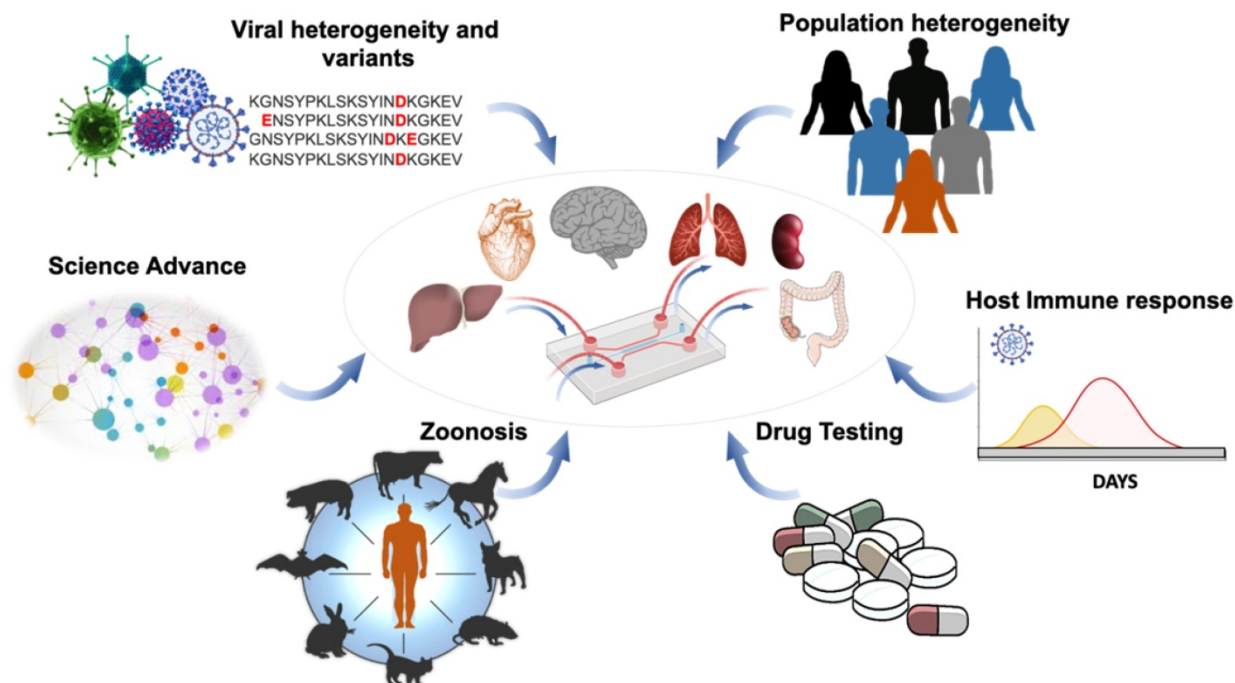 Viral heterogeneity and
variants
KGNSYPKLSKSYINDKGKEV
ENSYPKLSKSYINDKGKEV
GNSYPKLSKSYINDKEGKEV
KGNSYPKLSKSYINDKGKEV
Population heterogeneity
Science Advance
Host Immune response
Zoonosis
Drug Testing
DAYS